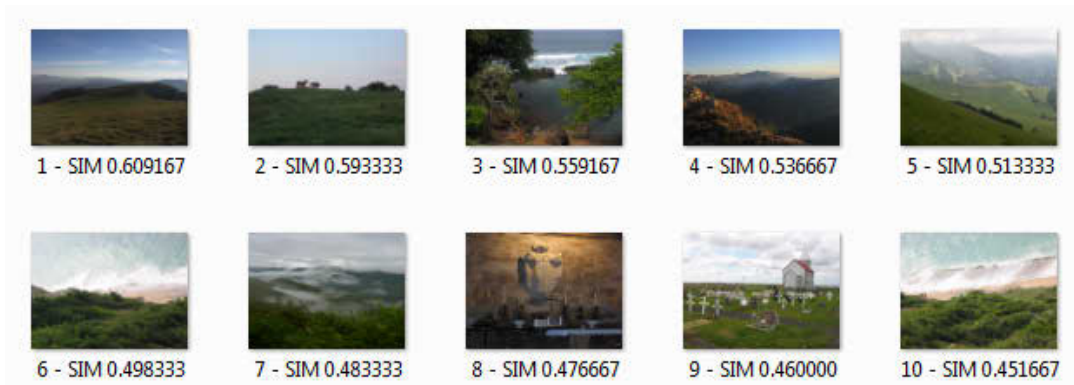 1 - SIM 0.609167
2 - SIM 0.593333
3 - SIM 0.559167
4 - SIM 0.536667
5 - SIM 0.513333
6 - SIM 0.498333
7 - SIM 0.483333
8 - SIM 0.476667
9 - SIM 0.460000
10 - SIM 0.451667